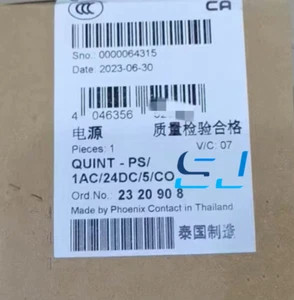 CCC CA
Sno.: 0000064315
Date: 2023-06-30
4 046356
电源 质量检验合格
Pieces: 1 V/C: 07
QUINT - PS/
1AC/24DC/5/CO
Ord No.: 23 20 90 8
Made by Phoenix Contact in Thailand
泰国制造
SJ